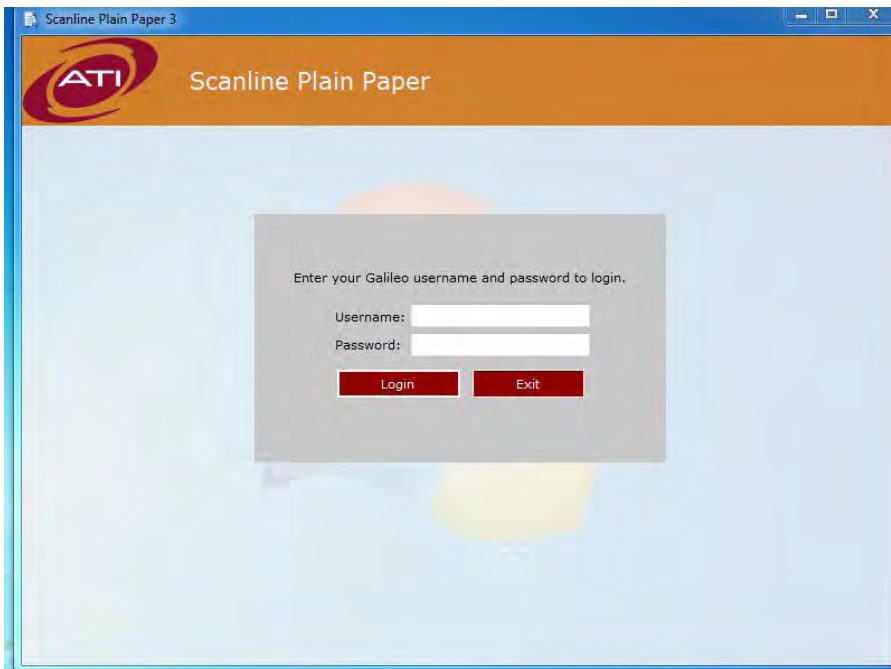 Scanline Plain Paper 3
ATI
Scanline Plain Paper
Enter your Galileo username and password to login.
Username:
Password:
Login Exit